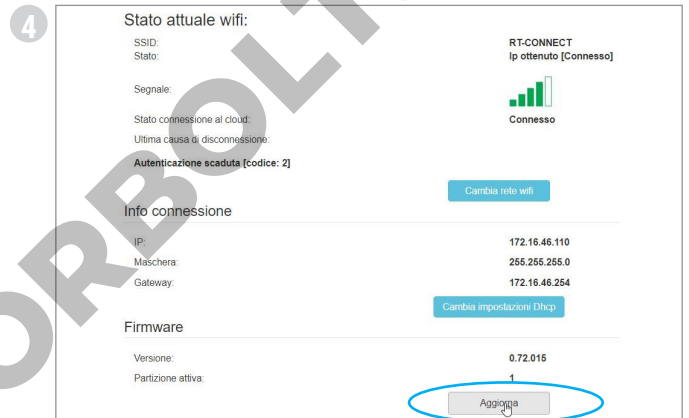 4
Stato attuale wifi:
SSID: RT-CONNECT
Stato: Ip ottenuto [Connesso]
Segnale:
Stato connessione al cloud: Connesso
Ultima causa di disconnessione:
Autenticazione scaduta [codice: 2]
Cambia rete wifi
Info connessione
IP: 172.16.46.110
Maschera: 255.255.255.0
Gateway: 172.16.46.254
Cambia impostazioni Dhcp
Firmware
Versione: 0.72.015
Partizione attiva: 1
Aggiorna
ORBOLT